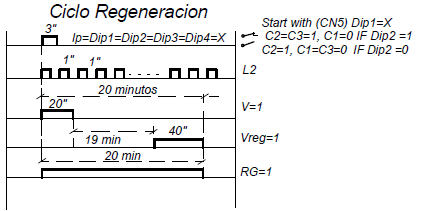 Ciclo Regeneracion
3"
Ip=Dip1=Dip2=Dip3=Dip4=X
Start with (CN5) Dip1=X
C2=C3=1, C1=0 IF Dip2 =1
C2=1, C1=C3=0 IF Dip2 =0
1" 1"
L2
20 minutos
20"
V=1
19 min
40"
Vreg=1
20 min
RG=1